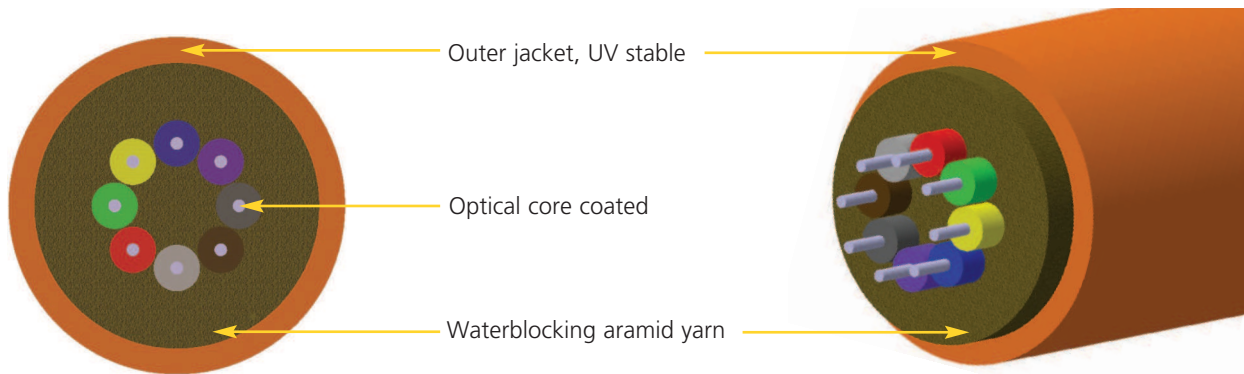 Outer jacket, UV stable
Optical core coated
Waterblocking aramid yarn